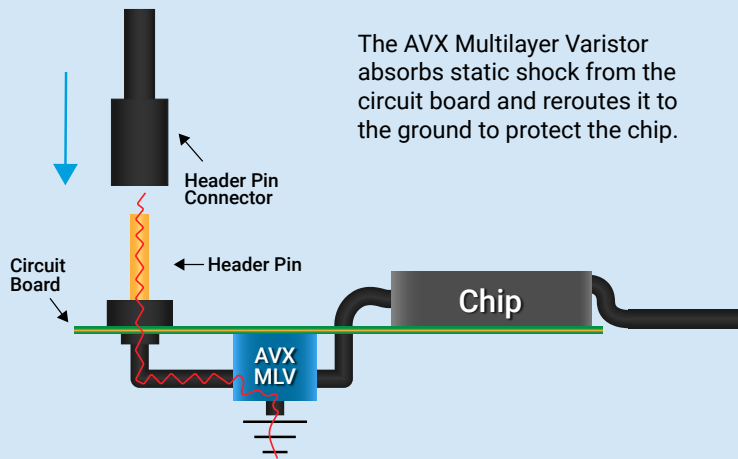 The AVX Multilayer Varistor
absorbs static shock from the
circuit board and reroutes it to
the ground to protect the chip.
Header Pin
Connector
Header Pin
Circuit
Board
Chip
AVX
MLV